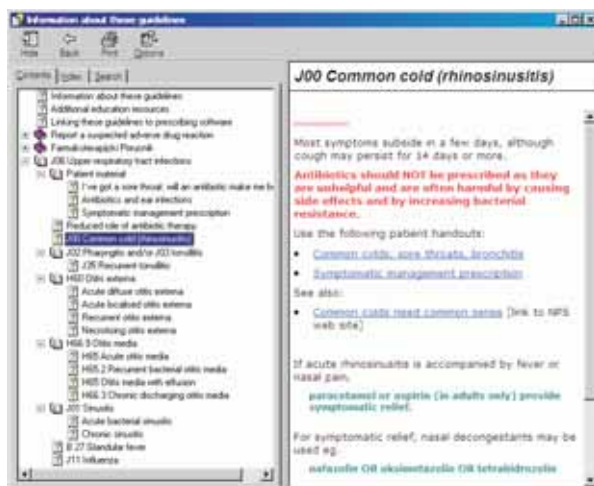 Information about these guidelines
Hide Back Print Options
Contents Index Search
Information about these guidelines
Additional education resources
Linking these guidelines to prescribing software
Report a suspected adverse drug reaction
Farmakoterapijski Prirucnik
J06 Upper respiratory tract infections
Patient material
I've got a sore throat, will an antibiotic make me b
Antibiotics and ear infections
Symptomatic management prescription
Reduced role of antibiotic therapy
J00 Common cold (rhinosinusitis)
J02 Pharyngitis and/or J03 tonsillitis
J35 Recurrent tonsillitis
H60 Otitis externa
Acute diffuse otitis externa
Acute localised otitis externa
Recurrent otitis externa
Necrotising otitis externa
H66.9 Otitis media
H65 Acute otitis media
H65.2 Recurrent bacterial otitis media
H65 Otitis media with effusion
H66.3 Chronic discharging otitis media
J01 Sinusitis
Acute bacterial sinusitis
Chronic sinusitis
B 27 Glandular fever
J11 Influenza
J00 Common cold (rhinosinusitis)
Most symptoms subside in a few days, although
cough may persist for 14 days or more.
Antibiotics should NOT be prescribed as they
are unhelpful and are often harmful by causing
side effects and by increasing bacterial
resistance.
Use the following patient handouts:
• Common colds, sore throats, bronchitis
• Symptomatic management prescription
See also:
• Common colds need common sense [link to NPS
web site]
If acute rhinosinusitis is accompanied by fever or
nasal pain,
paracetamol or aspirin (in adults only) provide
symptomatic relief.
For symptomatic relief, nasal decongestants may be
used eg.
nafazolin OR oksimetazolin OR tetrahidrozolin